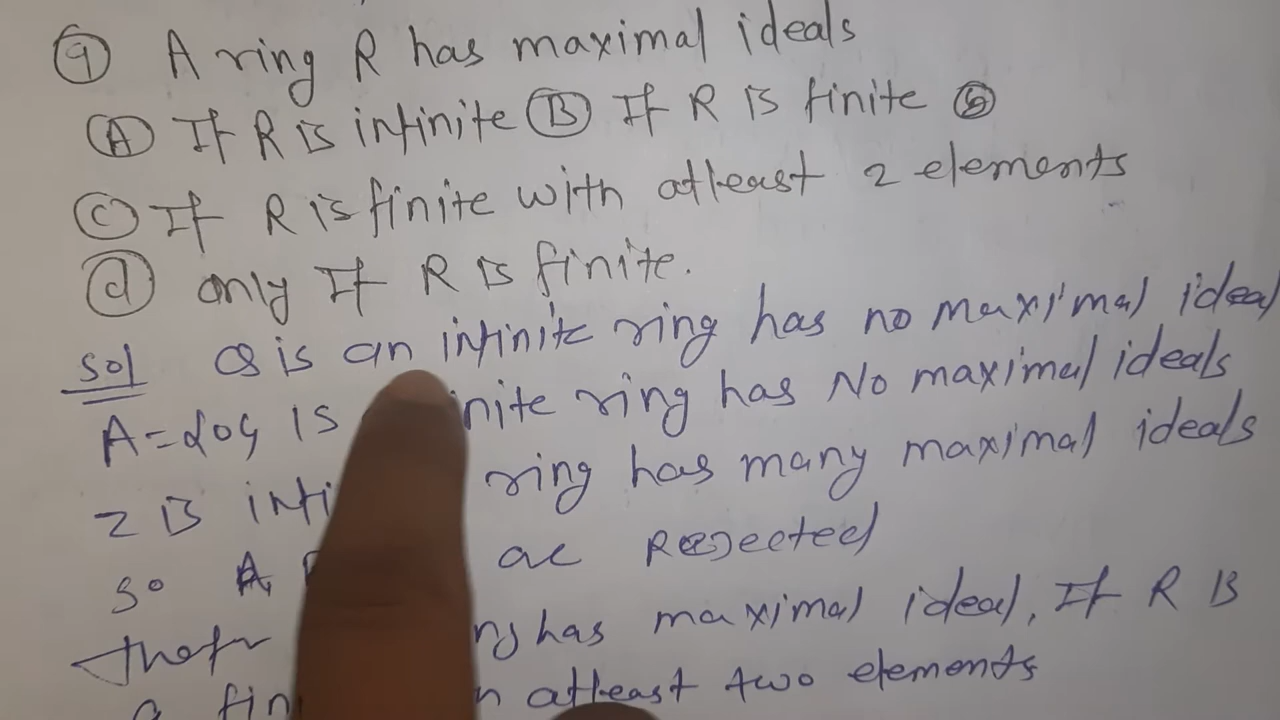 9 A ring R has maximal ideals
A If R is infinite B If R is finite
C If R is finite with atleast 2 elements
d only If R is finite.
Sol Q is an infinite ring has no maximal ideal
A = {0} is nite ring has No maximal ideals
Z is infi ring has many maximal ideals
so A, Rejected
has maximal ideal, If R is
a fin atleast two elements